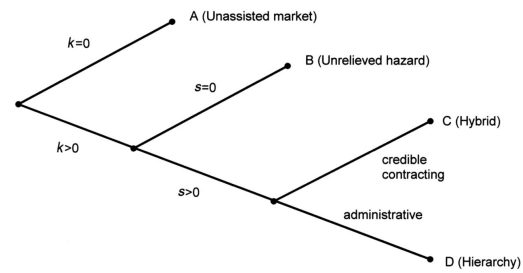 A (Unassisted market)
k=0
B (Unrelieved hazard)
s=0
k>0
C (Hybrid)
credible
contracting
s>0
administrative
D (Hierarchy)